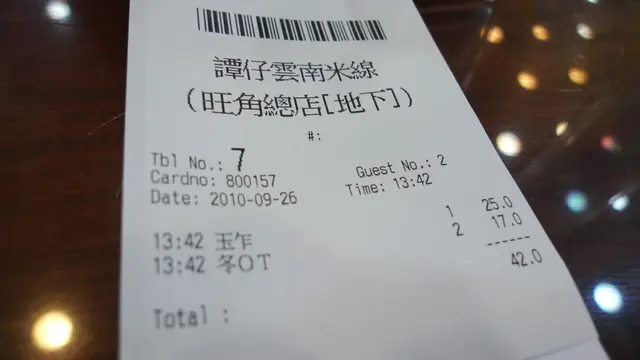 譚仔雲南米線
(旺角總店[地下])
#:
Tbl No.: 7 Guest No.: 2
Cardno: 800157 Time: 13:42
Date: 2010-09-26
13:42 玉乍 1 25.0
13:42 冬OT 2 17.0
------
42.0
Total :